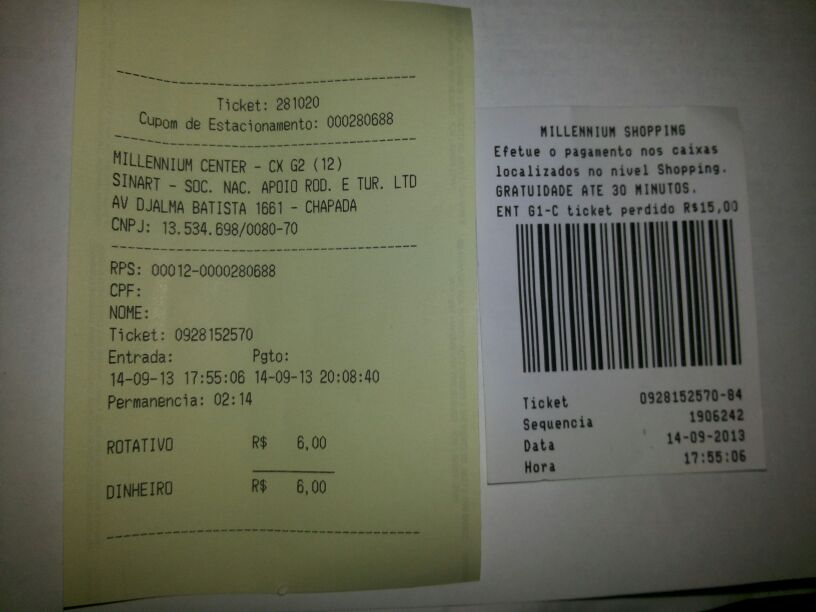 Ticket: 281020
Cupom de Estacionamento: 000280688
MILLENNIUM CENTER - CX G2 (12)
SINART - SOC. NAC. APOIO ROD. E TUR. LTD
AV DJALMA BATISTA 1661 - CHAPADA
CNPJ: 13.534.698/0080-70
RPS: 00012-0000280688
CPF:
NOME:
Ticket: 0928152570
Entrada: Pgto:
14-09-13 17:55:06 14-09-13 20:08:40
Permanencia: 02:14
ROTATIVO R$ 6,00
DINHEIRO R$ 6,00
MILLENNIUM SHOPPING
Efetue o pagamento nos caixas
localizados no nivel Shopping.
GRATUIDADE ATE 30 MINUTOS.
ENT G1-C ticket perdido R$15,00
Ticket 0928152570-84
Sequencia 1906242
Data 14-09-2013
Hora 17:55:06